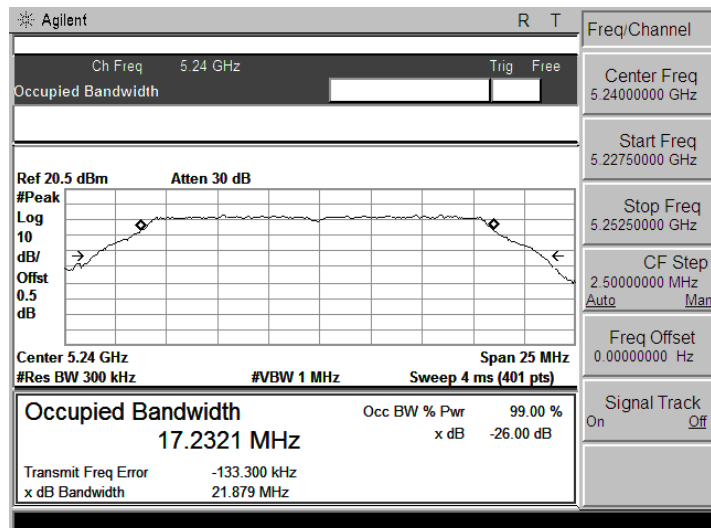 Agilent
R T
Freq/Channel
Ch Freq 5.24 GHz
Trig Free
Occupied Bandwidth
Center Freq
5.24000000 GHz
Start Freq
5.22750000 GHz
Stop Freq
5.25250000 GHz
CF Step
2.50000000 MHz
Auto Man
Freq Offset
0.00000000 Hz
Signal Track
On Off
Ref 20.5 dBm
Atten 30 dB
#Peak
Log
10
dB/
Offst
0.5
dB
Center 5.24 GHz
Span 25 MHz
#Res BW 300 kHz
#VBW 1 MHz
Sweep 4 ms (401 pts)
Occupied Bandwidth
17.2321 MHz
Occ BW % Pwr 99.00 %
x dB -26.00 dB
Transmit Freq Error -133.300 kHz
x dB Bandwidth 21.879 MHz